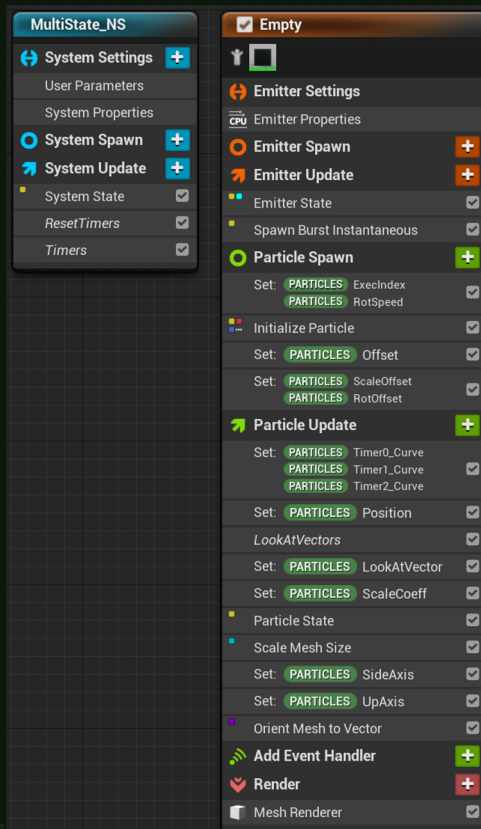 MultiState_NS
System Settings
User Parameters
System Properties
System Spawn
System Update
System State
ResetTimers
Timers
Empty
Emitter Settings
CPU Emitter Properties
Emitter Spawn
Emitter Update
Emitter State
Spawn Burst Instantaneous
Particle Spawn
Set: PARTICLES ExecIndex
PARTICLES RotSpeed
Initialize Particle
Set: PARTICLES Offset
Set: PARTICLES ScaleOffset
PARTICLES RotOffset
Particle Update
Set: PARTICLES Timer0_Curve
PARTICLES Timer1_Curve
PARTICLES Timer2_Curve
Set: PARTICLES Position
LookAtVectors
Set: PARTICLES LookAtVector
Set: PARTICLES ScaleCoeff
Particle State
Scale Mesh Size
Set: PARTICLES SideAxis
Set: PARTICLES UpAxis
Orient Mesh to Vector
Add Event Handler
Render
Mesh Renderer